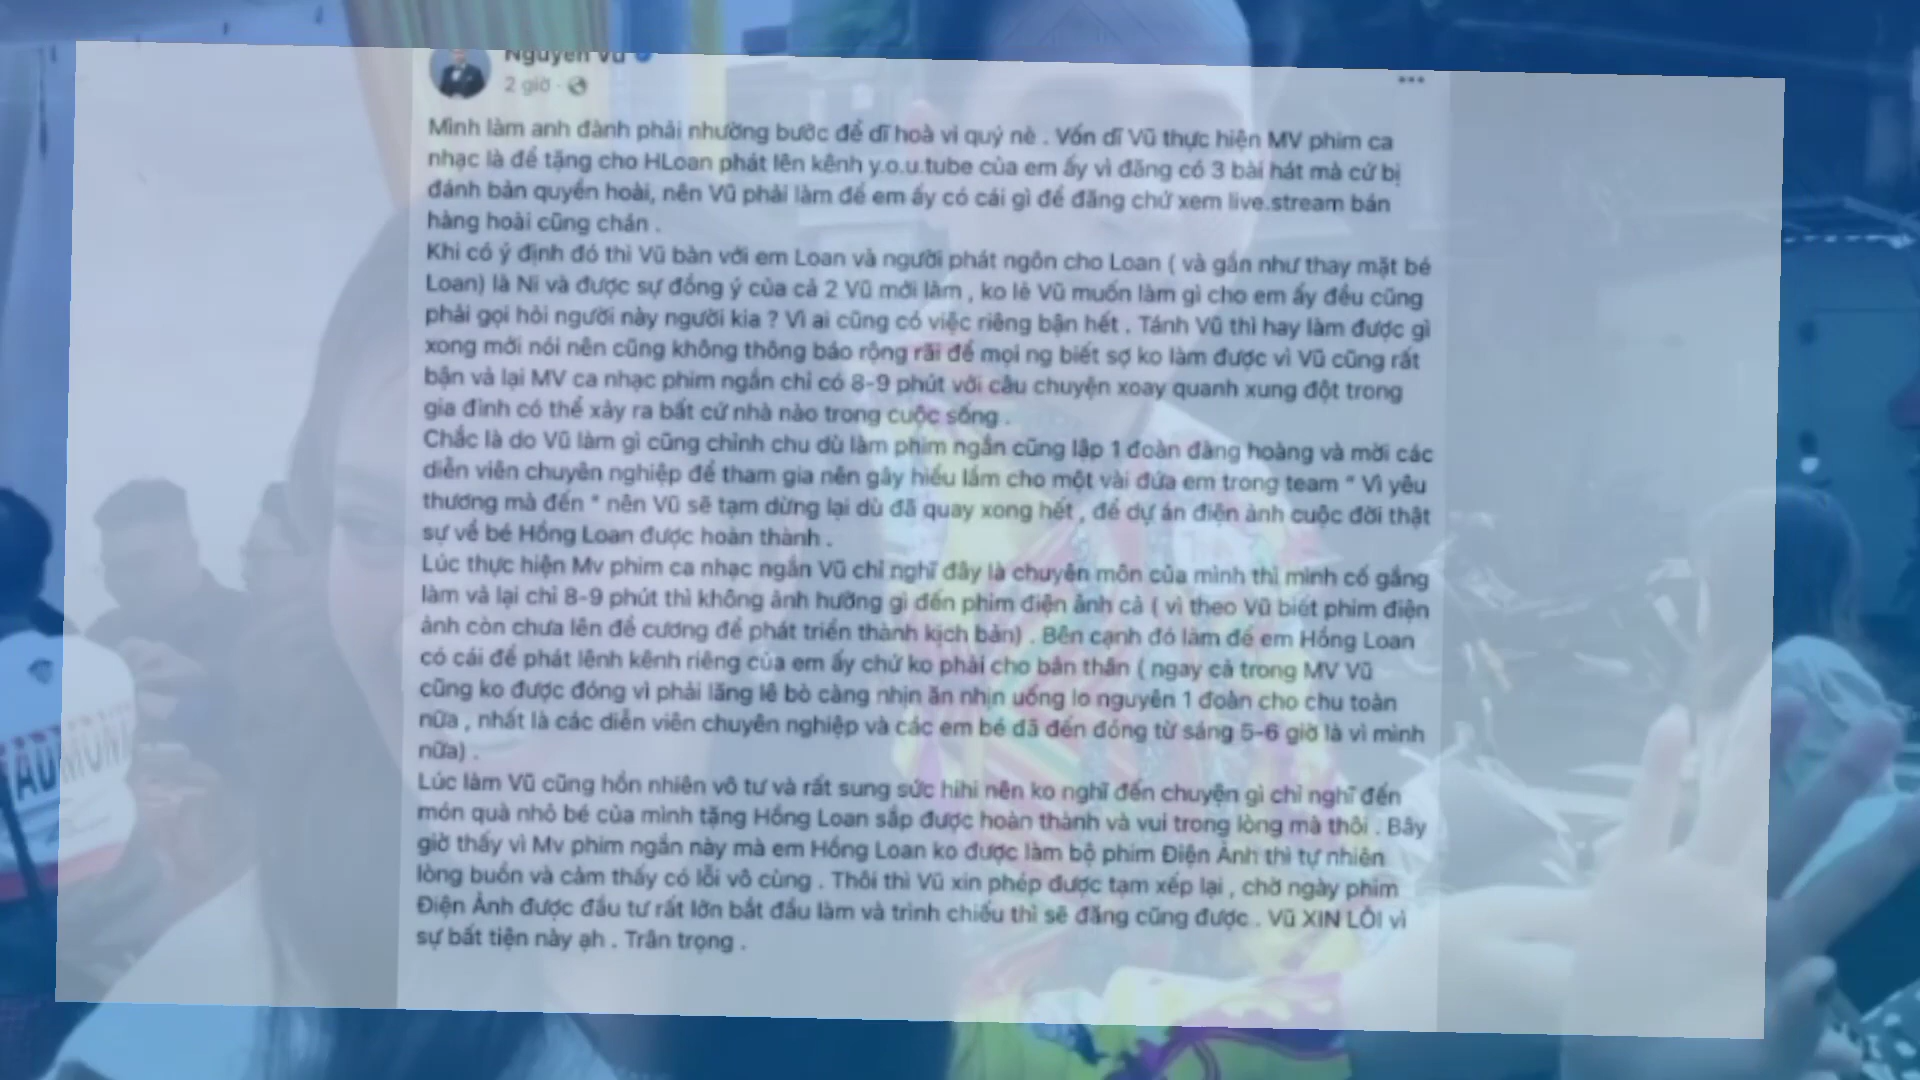 Nguyen Vũ
2 giờ
Mình làm anh đành phải nhường bước để dĩ hoà vi quý nè . Vốn dĩ Vũ thực hiện MV phim ca
nhạc là để tặng cho HLoan phát lên kênh y.o.u.tube của em ấy vì đăng có 3 bài hát mà cứ bị
đánh bản quyền hoài, nên Vũ phải làm để em ấy có cái gì để đăng chứ xem live.stream bán
hàng hoài cũng chán .
Khi có ý định đó thì Vũ bàn với em Loan và người phát ngôn cho Loan ( và gần như thay mặt bé
Loan) là Ni và được sự đồng ý của cả 2 Vũ mới làm , ko lẻ Vũ muốn làm gì cho em ấy đều cũng
phải gọi hỏi người này người kia ? Vì ai cũng có việc riêng bận hết . Tánh Vũ thì hay làm được gì
xong mới nói nên cũng không thông báo rộng rãi để mọi ng biết sợ ko làm được vì Vũ cũng rất
bận vả lại MV ca nhạc phim ngắn chỉ có 8-9 phút với câu chuyện xoay quanh xung đột trong
gia đình có thể xảy ra bất cứ nhà nào trong cuộc sống .
Chắc là do Vũ làm gì cũng chỉnh chu dù làm phim ngắn cũng lập 1 đoàn đàng hoàng và mời các
diễn viên chuyên nghiệp để tham gia nên gây hiểu lầm cho một vài đứa em trong team " Vì yêu
thương mà đến " nên Vũ sẽ tạm dừng lại dù đã quay xong hết , để dự án điện ảnh cuộc đời thật
sự về bé Hồng Loan được hoàn thành .
Lúc thực hiện Mv phim ca nhạc ngắn Vũ chỉ nghĩ đây là chuyên môn của mình thì mình cố gắng
làm vả lại chỉ 8-9 phút thì không ảnh hưởng gì đến phim điện ảnh cả ( vì theo Vũ biết phim điện
ảnh còn chưa lên đề cương để phát triển thành kịch bản) . Bên cạnh đó làm để em Hồng Loan
có cái để phát lênh kênh riêng của em ấy chứ ko phải cho bản thân ( ngay cả trong MV Vũ
cũng ko được đóng vì phải lăng lê bò càng nhịn ăn nhịn uống lo nguyên 1 đoàn cho chu toàn
nữa , nhất là các diễn viên chuyên nghiệp và các em bé đã đến đóng từ sáng 5-6 giờ là vì mình
nữa) .
Lúc làm Vũ cũng hồn nhiên vô tư và rất sung sức hihi nên ko nghĩ đến chuyện gì chỉ nghĩ đến
món quà nhỏ bé của mình tặng Hồng Loan sắp được hoàn thành và vui trong lòng mà thôi . Bây
giờ thấy vì Mv phim ngắn này mà em Hồng Loan ko được làm bộ phim Điện Ảnh thì tự nhiên
lòng buồn và cảm thấy có lỗi vô cùng . Thôi thì Vũ xin phép được tạm xếp lại , chờ ngày phim
Điện Ảnh được đầu tư rất lớn bắt đầu làm và trình chiếu thì sẽ đăng cũng được . Vũ XIN LỖI vì
sự bất tiện này ạh . Trân trọng .